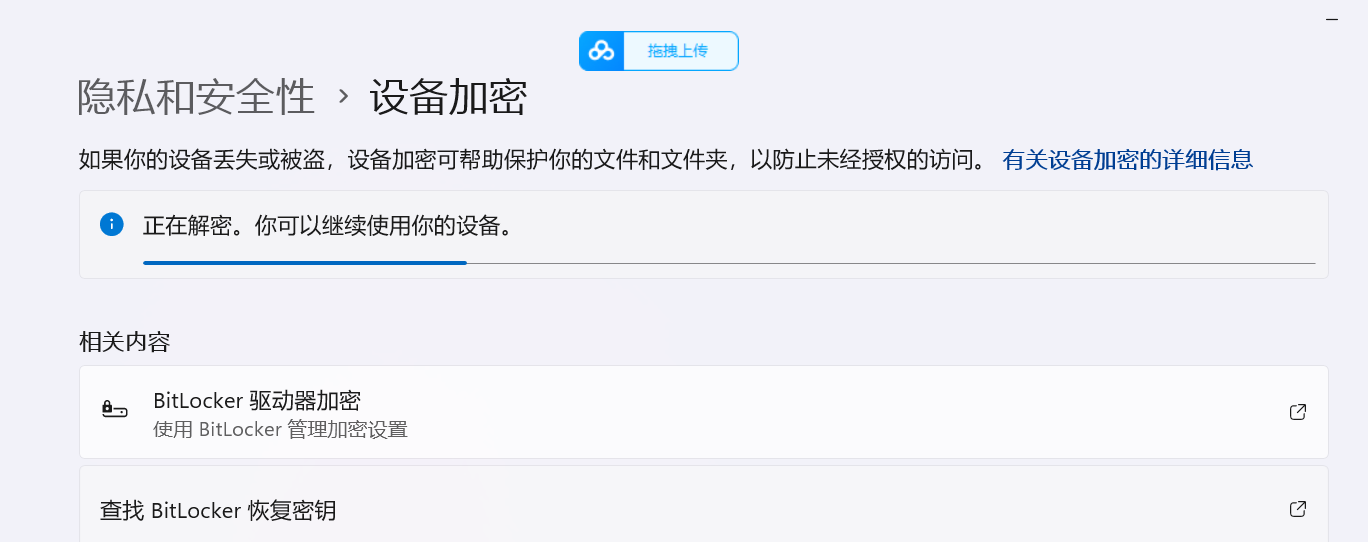 拖拽上传
隐私和安全性 › 设备加密
如果你的设备丢失或被盗，设备加密可帮助保护你的文件和文件夹，以防止未经授权的访问。 有关设备加密的详细信息
正在解密。你可以继续使用你的设备。
相关内容
BitLocker 驱动器加密
使用 BitLocker 管理加密设置
查找 BitLocker 恢复密钥